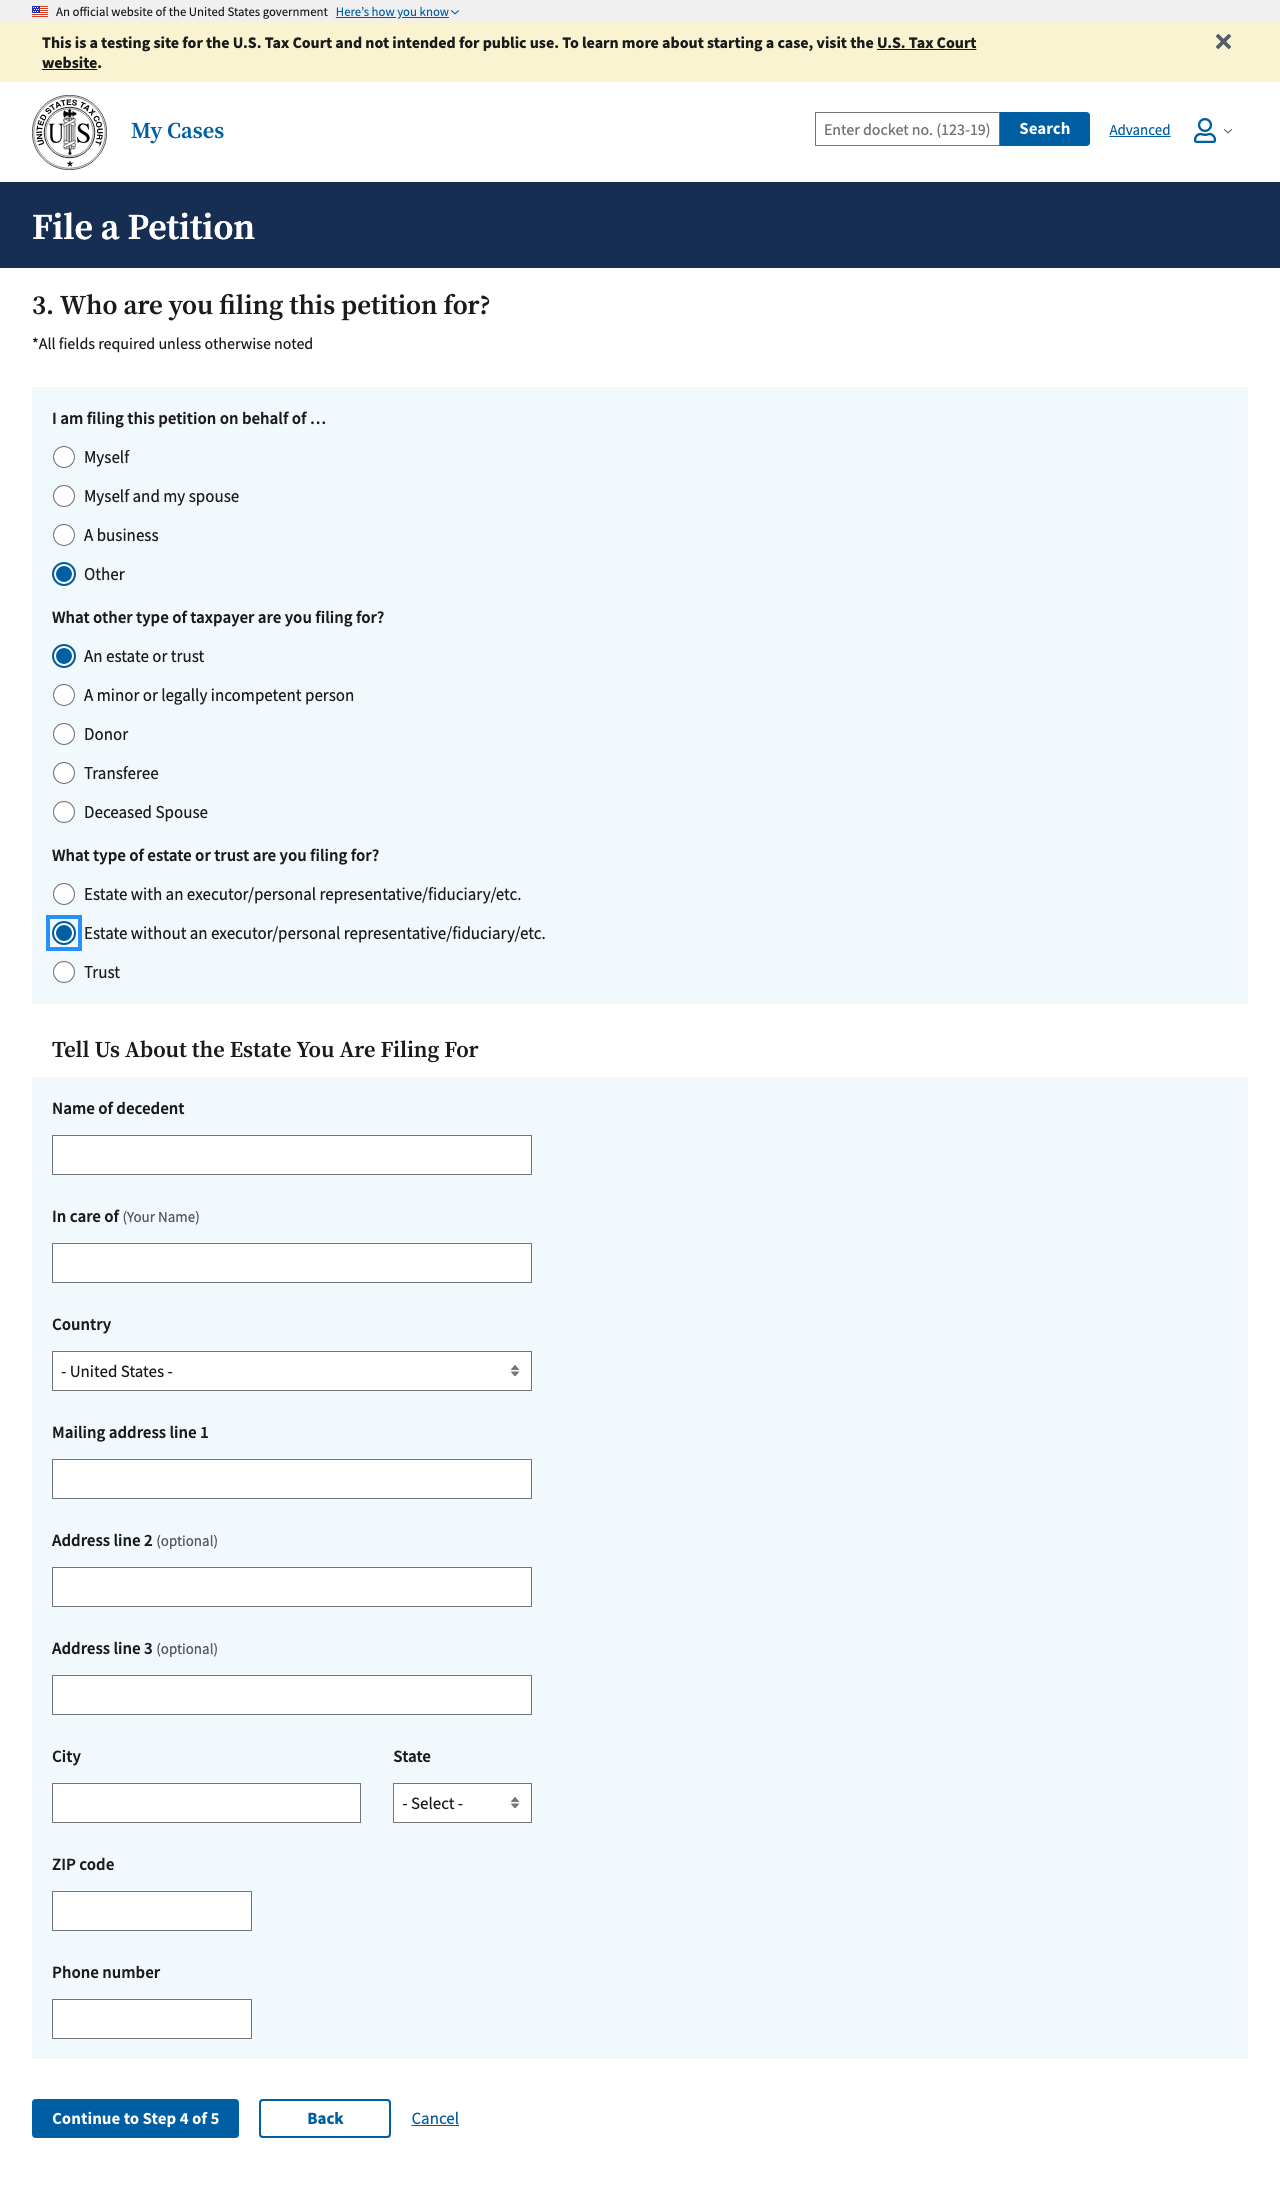 An official website of the United States government Here's how you know
This is a testing site for the U.S. Tax Court and not intended for public use. To learn more about starting a case, visit the U.S. Tax Court
website.
UNITED STATES TAX COURT
US
My Cases
Enter docket no. (123-19)
Search
Advanced
File a Petition
3. Who are you filing this petition for?
*All fields required unless otherwise noted
I am filing this petition on behalf of …
Myself
Myself and my spouse
A business
Other
What other type of taxpayer are you filing for?
An estate or trust
A minor or legally incompetent person
Donor
Transferee
Deceased Spouse
What type of estate or trust are you filing for?
Estate with an executor/personal representative/fiduciary/etc.
Estate without an executor/personal representative/fiduciary/etc.
Trust
Tell Us About the Estate You Are Filing For
Name of decedent
In care of (Your Name)
Country
- United States -
Mailing address line 1
Address line 2 (optional)
Address line 3 (optional)
City State
- Select -
ZIP code
Phone number
Continue to Step 4 of 5 Back Cancel